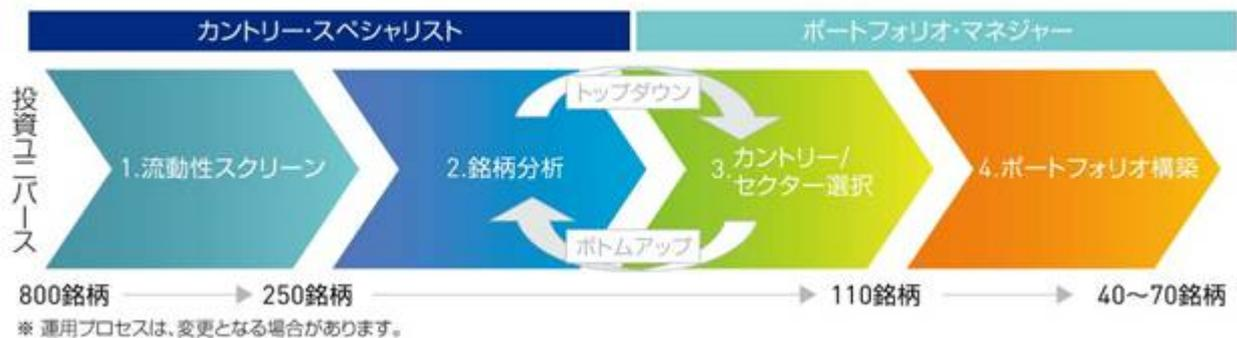 カントリー・スペシャリスト
ポートフォリオ・マネジャー
投資ユニバース
1.流動性スクリーン
2.銘柄分析
トップダウン
ボトムアップ
3.カントリー/
セクター選択
4.ポートフォリオ構築
800銘柄
250銘柄
110銘柄
40〜70銘柄
※ 運用プロセスは、変更となる場合があります。